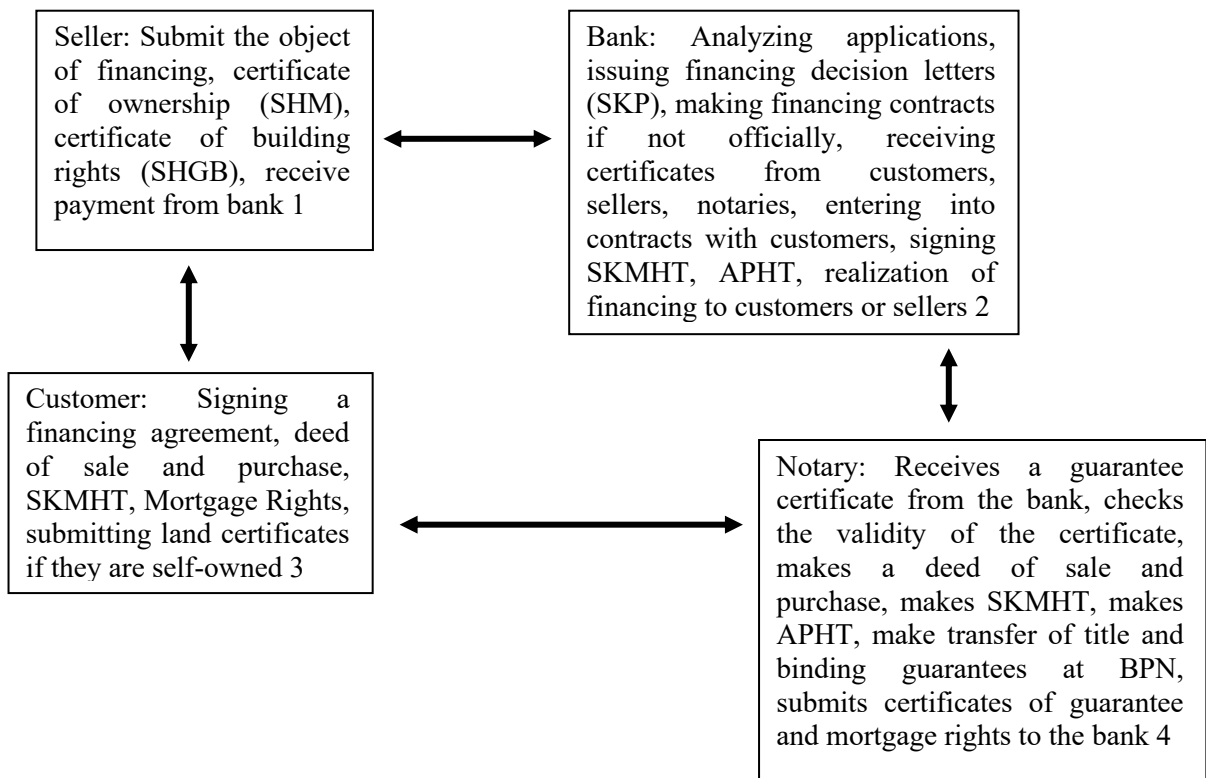 Seller: Submit the object
of financing, certificate
of ownership (SHM),
certificate of building
rights (SHGB), receive
payment from bank 1
Bank: Analyzing applications,
issuing financing decision letters
(SKP), making financing contracts
if not officially, receiving
certificates from customers,
sellers, notaries, entering into
contracts with customers, signing
SKMHT, APHT, realization of
financing to customers or sellers 2
Customer: Signing a
financing agreement, deed
of sale and purchase,
SKMHT, Mortgage Rights,
submitting land certificates
if they are self-owned 3
Notary: Receives a guarantee
certificate from the bank, checks
the validity of the certificate,
makes a deed of sale and
purchase, makes SKMHT, makes
APHT, make transfer of title and
binding guarantees at BPN,
submits certificates of guarantee
and mortgage rights to the bank 4